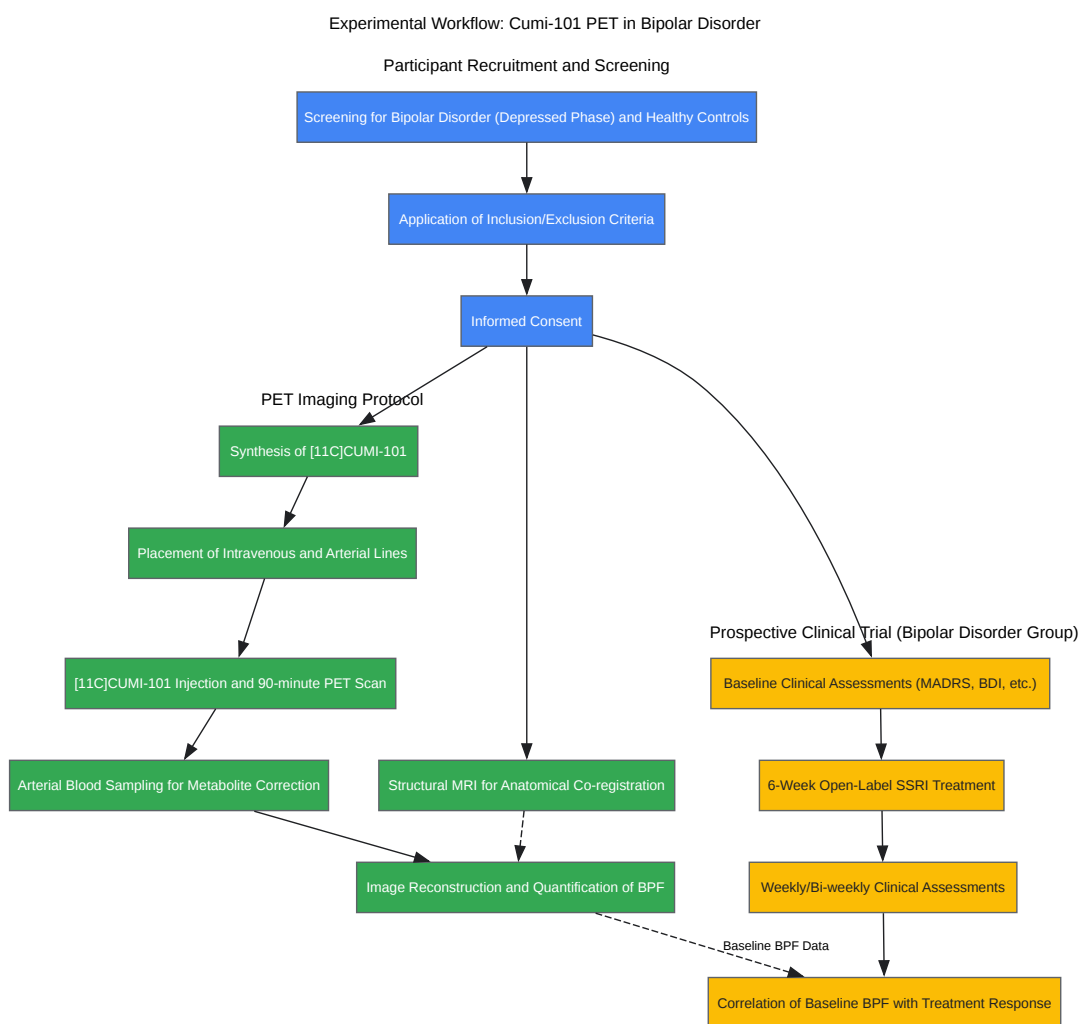 Experimental Workflow: Cumi-101 PET in Bipolar Disorder
Participant Recruitment and Screening
Screening for Bipolar Disorder (Depressed Phase) and Healthy Controls
Application of Inclusion/Exclusion Criteria
Informed Consent
PET Imaging Protocol
Synthesis of [11C]CUMI-101
Placement of Intravenous and Arterial Lines
[11C]CUMI-101 Injection and 90-minute PET Scan
Arterial Blood Sampling for Metabolite Correction
Structural MRI for Anatomical Co-registration
Image Reconstruction and Quantification of BPF
Prospective Clinical Trial (Bipolar Disorder Group)
Baseline Clinical Assessments (MADRS, BDI, etc.)
6-Week Open-Label SSRI Treatment
Weekly/Bi-weekly Clinical Assessments
Baseline BPF Data
Correlation of Baseline BPF with Treatment Response